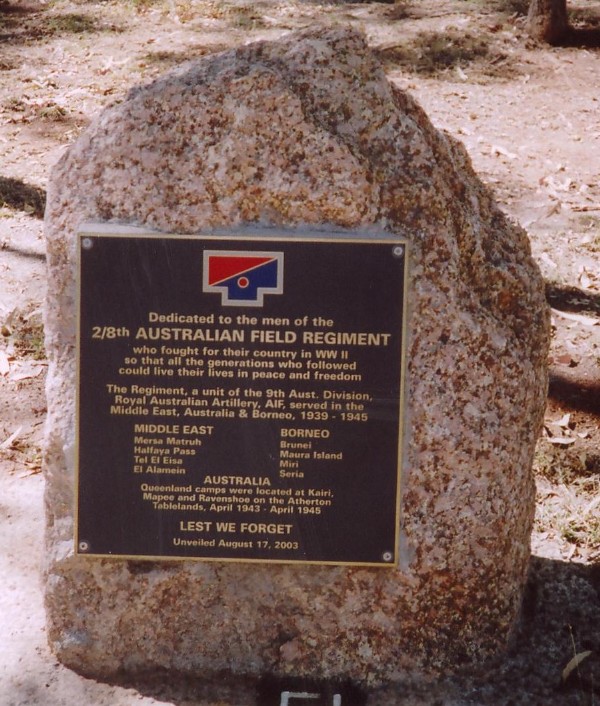 Dedicated to the men of the
2/8th AUSTRALIAN FIELD REGIMENT
who fought for their country in WW II
so that all the generations who followed
could live their lives in peace and freedom
The Regiment, a unit of the 9th Aust. Division,
Royal Australian Artillery, AIF, served in the
Middle East, Australia & Borneo, 1939 - 1945
MIDDLE EAST
Mersa Matruh
Halfaya Pass
Tel El Eisa
El Alamein
BORNEO
Brunei
Maura Island
Miri
Seria
AUSTRALIA
Queenland camps were located at Kairi,
Mapee and Ravenshoe on the Atherton
Tablelands, April 1943 - April 1945
LEST WE FORGET
Unveiled August 17, 2003